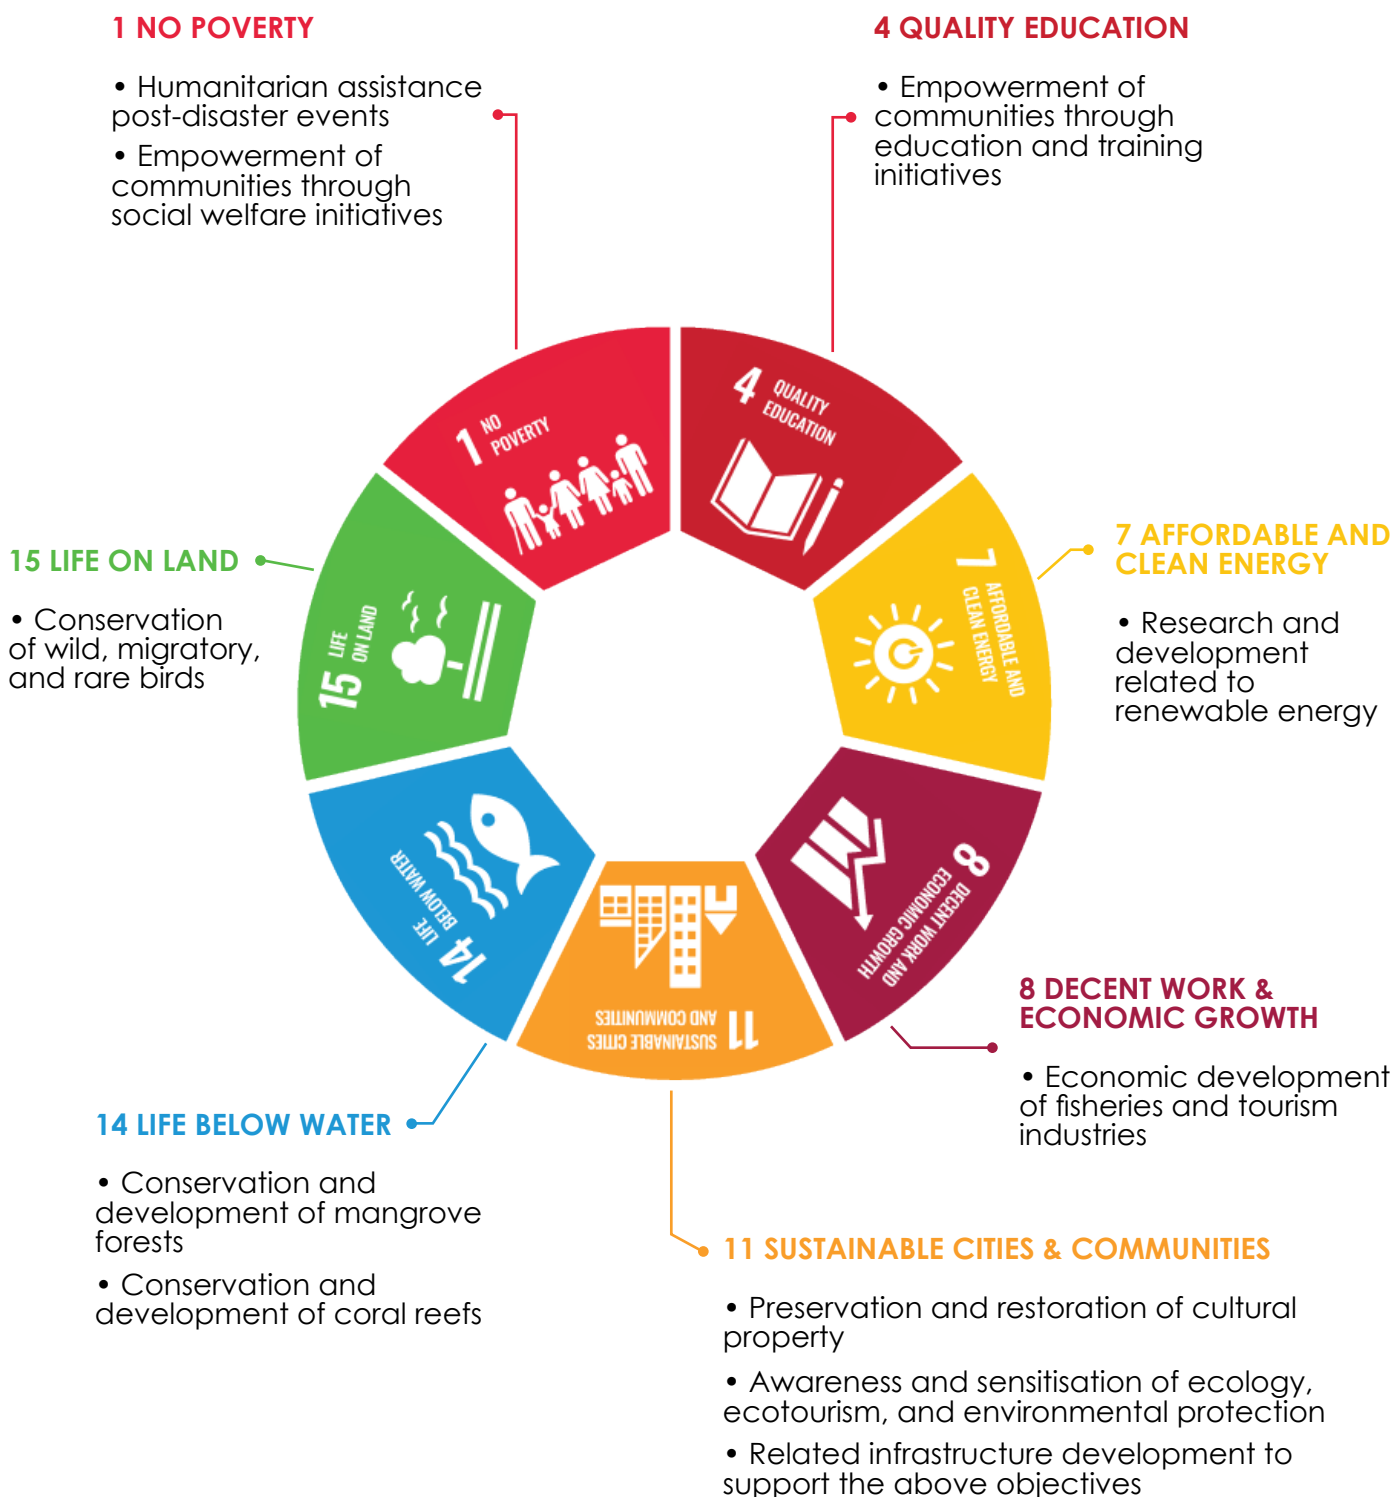 1 NO POVERTY
• Humanitarian assistance
post-disaster events
• Empowerment of
communities through
social welfare initiatives
4 QUALITY EDUCATION
• Empowerment of
communities through
education and training
initiatives
1 NO
POVERTY
4 QUALITY
EDUCATION
7 AFFORDABLE AND
CLEAN ENERGY
7 AFFORDABLE AND
CLEAN ENERGY
• Research and
development
related to
renewable energy
15 LIFE ON LAND
• Conservation
of wild, migratory,
and rare birds
15 LIFE
ON LAND
14 LIFE
BELOW WATER
8 DECENT WORK AND
ECONOMIC GROWTH
11 SUSTAINABLE CITIES
AND COMMUNITIES
8 DECENT WORK &
ECONOMIC GROWTH
• Economic development
of fisheries and tourism
industries
14 LIFE BELOW WATER
• Conservation and
development of mangrove
forests
• Conservation and
development of coral reefs
11 SUSTAINABLE CITIES & COMMUNITIES
• Preservation and restoration of cultural
property
• Awareness and sensitisation of ecology,
ecotourism, and environmental protection
• Related infrastructure development to
support the above objectives